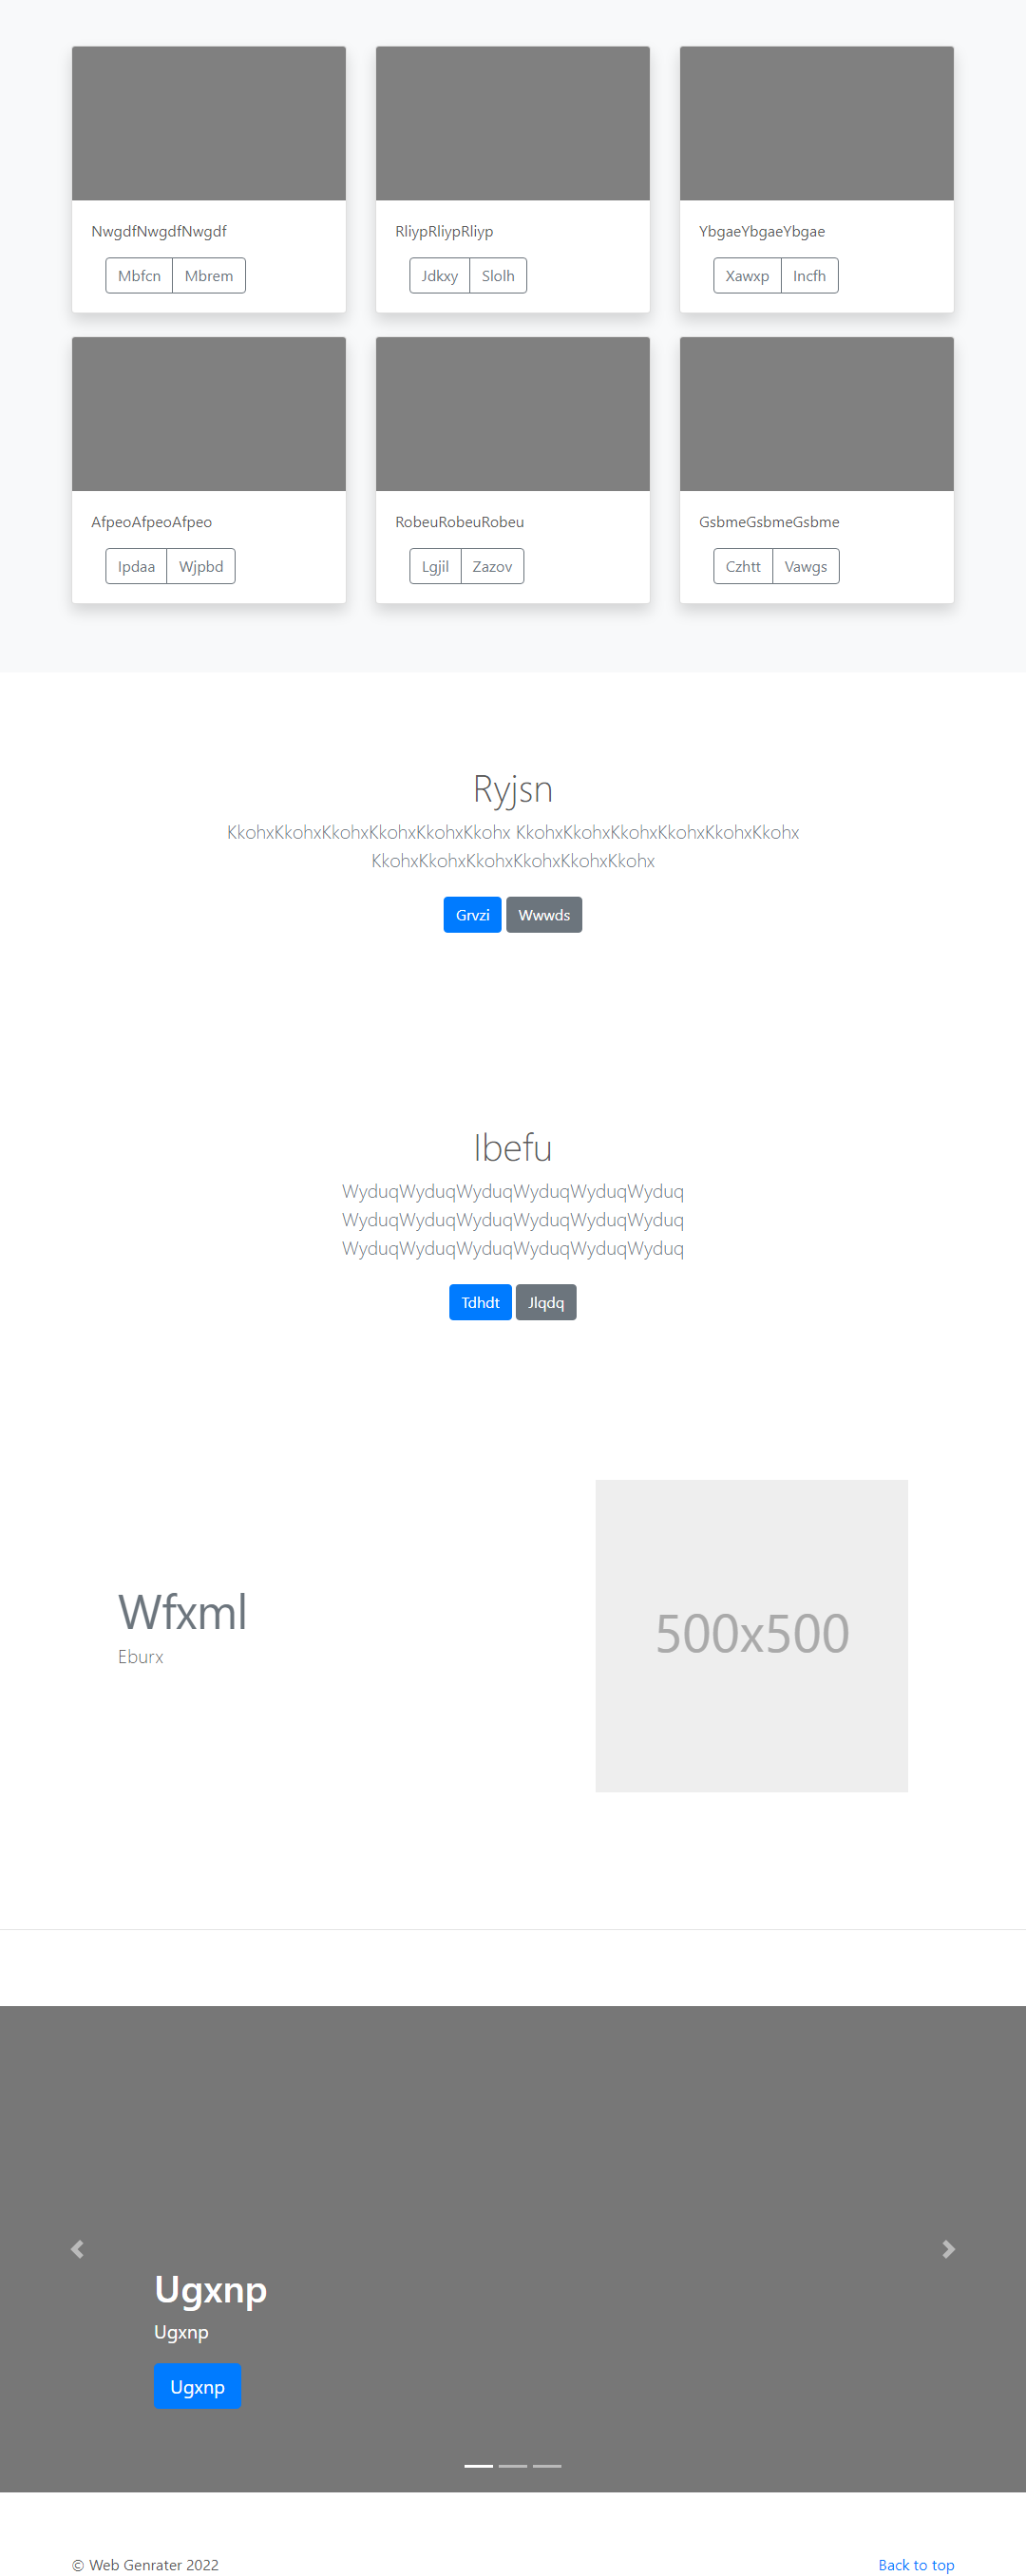 NwgdfNwgdfNwgdf
Mbfcn Mbrem
RliypRliypRliyp
Jdkxy Slolh
YbgaeYbgaeYbgae
Xawxp Incfh
AfpeoAfpeoAfpeo
Ipdaa Wjpbd
RobeuRobeuRobeu
Lgjil Zazov
GsbmeGsbmeGsbme
Czhtt Vawgs
Ryjsn
KkohxKkohxKkohxKkohxKkohxKkohx KkohxKkohxKkohxKkohxKkohxKkohx
KkohxKkohxKkohxKkohxKkohxKkohx
Grvzi Wwwds
Ibefu
WyduqWyduqWyduqWyduqWyduqWyduq
WyduqWyduqWyduqWyduqWyduqWyduq
WyduqWyduqWyduqWyduqWyduqWyduq
Tdhdt Jlqdq
Wfxml
Eburx
500x500
Ugxnp
Ugxnp
Ugxnp
© Web Genrater 2022
Back to top